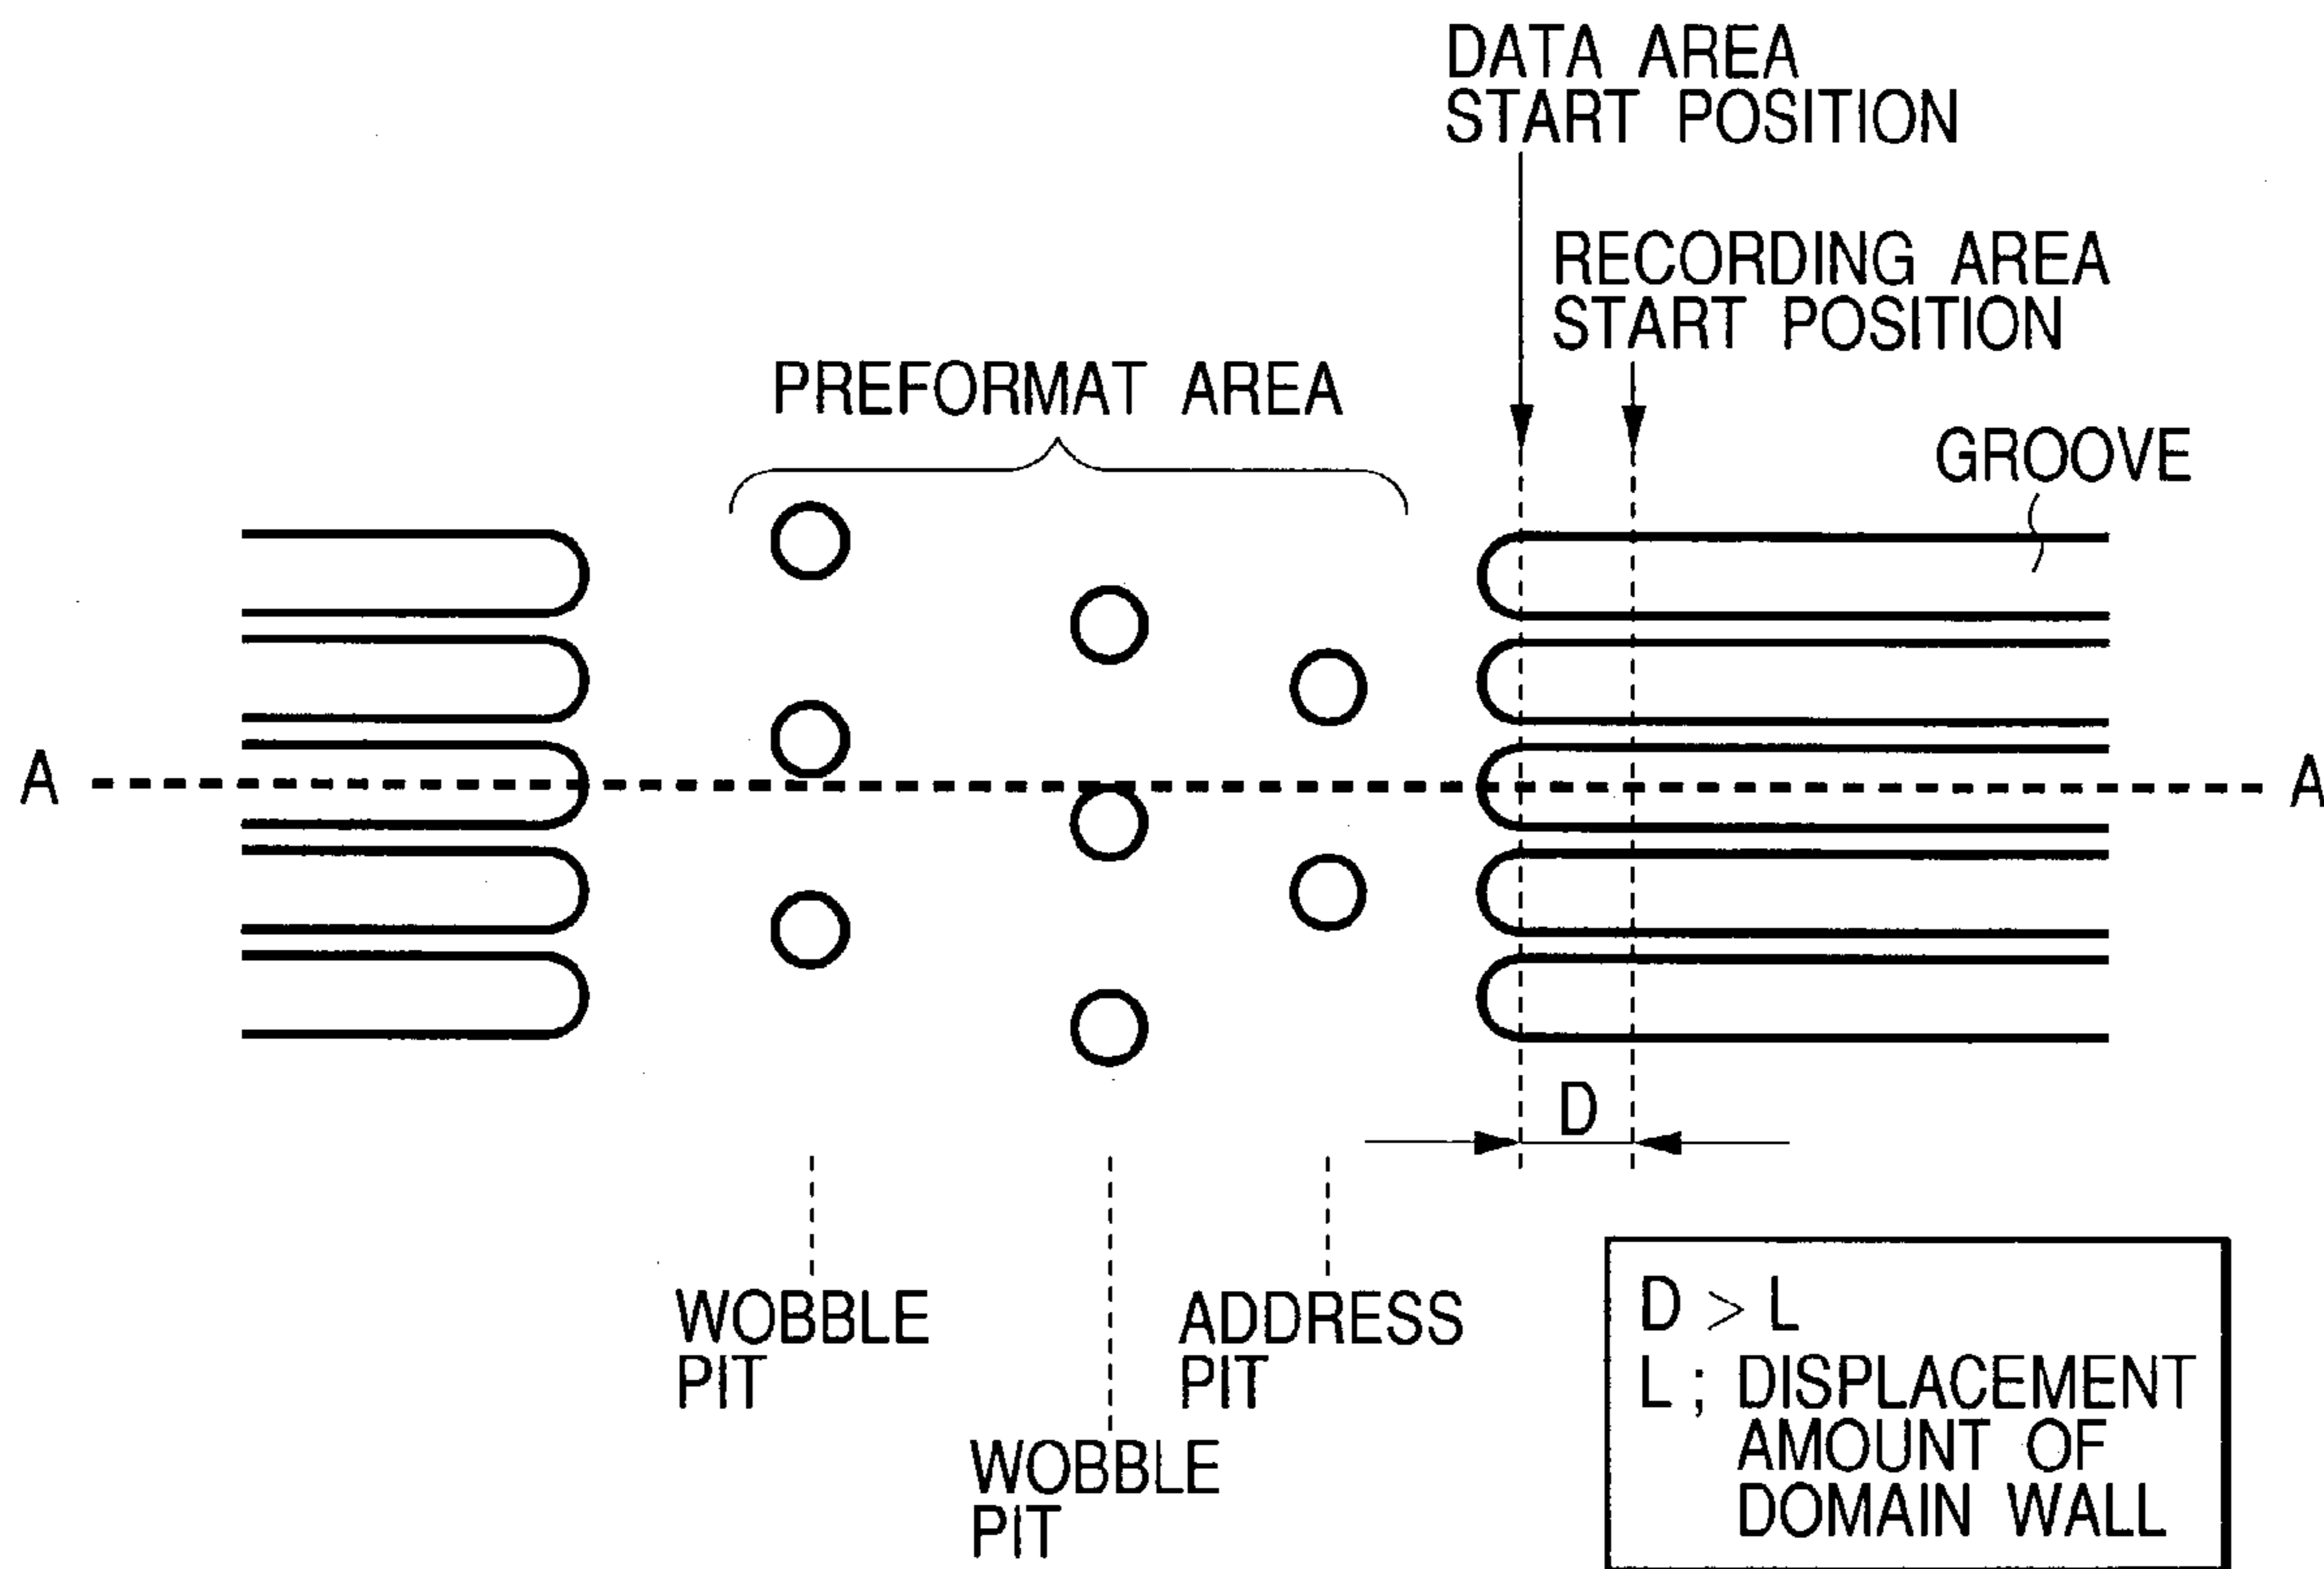 DATA AREA
START POSITION
RECORDING AREA
START POSITION
PREFORMAT AREA
GROOVE
A
A
D
WOBBLE
PIT
WOBBLE
PIT
ADDRESS
PIT
D > L
L ; DISPLACEMENT
AMOUNT OF
DOMAIN WALL